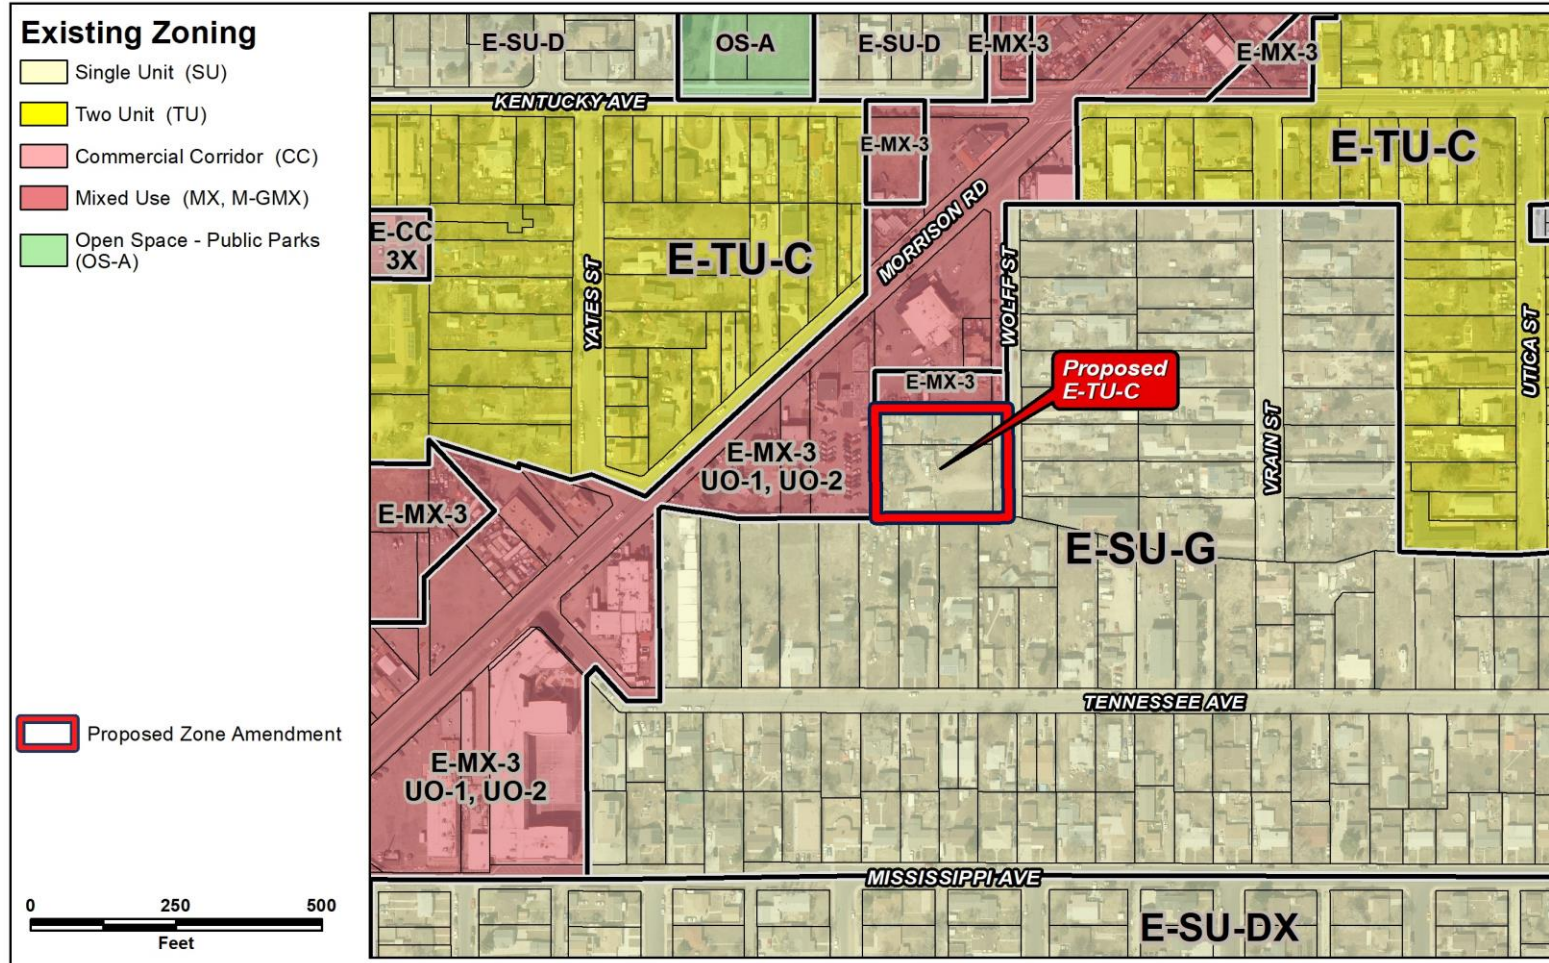 Existing Zoning
Single Unit (SU)
Two Unit (TU)
Commercial Corridor (CC)
Mixed Use (MX, M-GMX)
Open Space - Public Parks
(OS-A)
Proposed Zone Amendment
0 250 500
Feet
E-SU-D
OS-A
E-SU-D
E-MX-3
E-MX-3
KENTUCKY AVE
E-MX-3
E-TU-C
E-CC
3X
E-TU-C
YATES ST
MORRISON RD
WOLFF ST
UTICA ST
VRAIN ST
E-MX-3
Proposed
E-TU-C
E-MX-3
UO-1, UO-2
E-MX-3
E-SU-G
TENNESSEE AVE
E-MX-3
UO-1, UO-2
MISSISSIPPI AVE
E-SU-DX